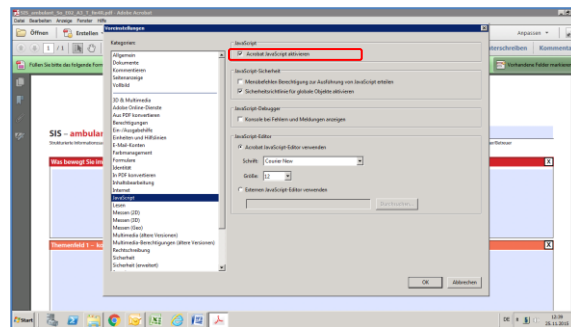 SIS_ambulant_5a_SSU_A3_T_BeriN.pdf - Adobe Acrobat
Datei Bearbeiten Anzeige Fenster Hilfe
Öffnen Erstellen Anpassen
1 / 1 Unterschreiben Kommentar
Füllen Sie bitte das folgende Form Vorhandene Felder markieren
SIS – ambulan
Was bewegt Sie im X
Themenfeld 1 – X
Voreinstellungen
Kategorien:
Allgemein
Dokumente
Kommentieren
Seitenanzeige
Vollbild
3D & Multimedia
Adobe Online-Dienste
Aus PDF konvertieren
Berechtigungen
Ein-/Ausgabehilfe
Einheiten und Hilfslinien
E-Mail-Konten
Farbmanagement
Formulare
Identität
In PDF konvertieren
Inhaltsbearbeitung
Internet
JavaScript
Lesen
Messen (2D)
Messen (3D)
Messen (Geo)
Multimedia (ältere Versionen)
Multimedia-Berechtigungen (ältere Versionen)
Rechtschreibung
Sicherheit
Sicherheit (erweitert)
JavaScript
Acrobat JavaScript aktivieren
JavaScript-Sicherheit
Menübefehlen Berechtigung zur Ausführung von JavaScript erteilen
Sicherheitsrichtlinie für globale Objekte aktivieren
JavaScript-Debugger
Konsole bei Fehlern und Meldungen anzeigen
JavaScript-Editor
Acrobat JavaScript-Editor verwenden
Schrift: Courier New
Größe: 12
Externen JavaScript-Editor verwenden
Durchsuchen...
OK Abbrechen
Start DE 12:39
25.11.2015